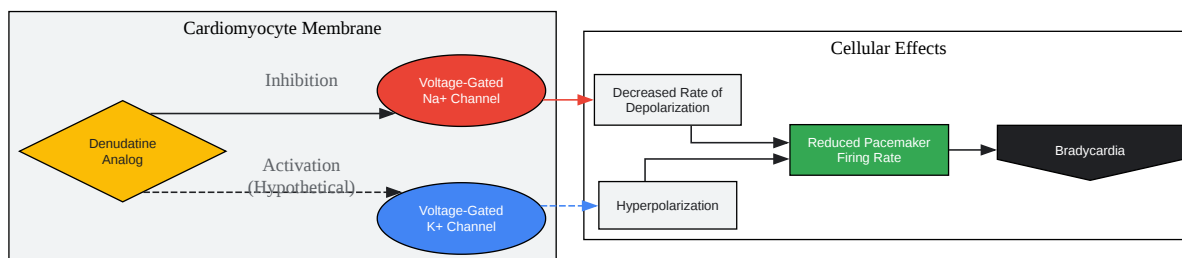 Cardiomyocyte Membrane
Inhibition
Voltage-Gated
Na+ Channel
Denudatine
Analog
Activation
(Hypothetical)
Voltage-Gated
K+ Channel
Cellular Effects
Decreased Rate of
Depolarization
Hyperpolarization
Reduced Pacemaker
Firing Rate
Bradycardia